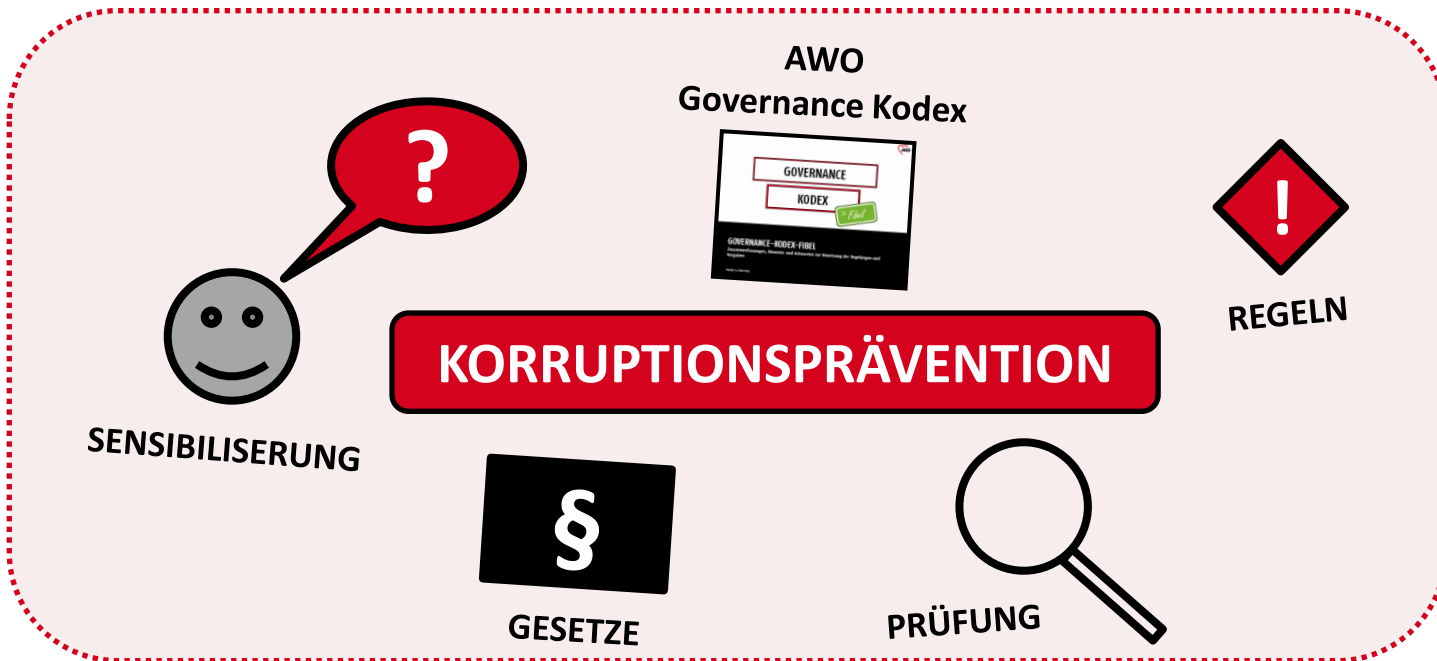 AWO
Governance Kodex
?
GOVERNANCE
KODEX
Fibel
GOVERNANCE-KODEX-FIBEL
!
REGELN
KORRUPTIONSPRÄVENTION
SENSIBILISERUNG
§
GESETZE
PRÜFUNG